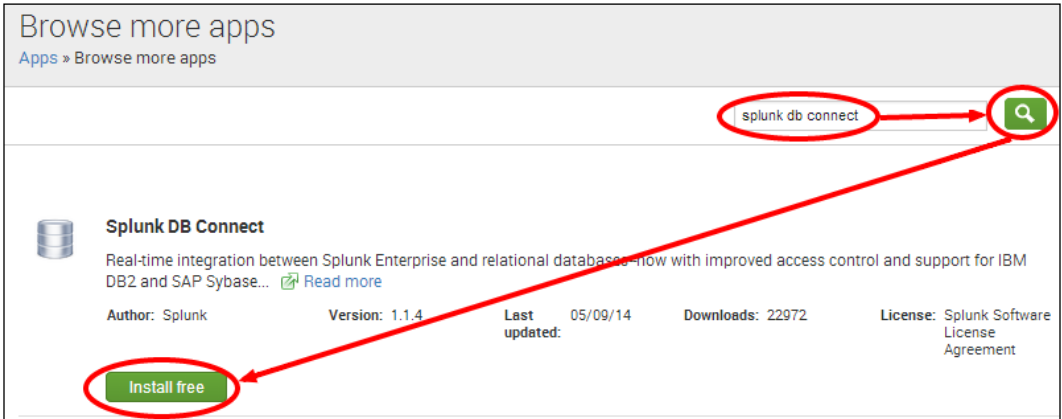 Browse more apps
Apps » Browse more apps
splunk db connect
Splunk DB Connect
Real-time integration between Splunk Enterprise and relational databases-now with improved access control and support for IBM
DB2 and SAP Sybase... Read more
Author: Splunk Version: 1.1.4 Last 05/09/14 Downloads: 22972 License: Splunk Software
updated: License
Agreement
Install free